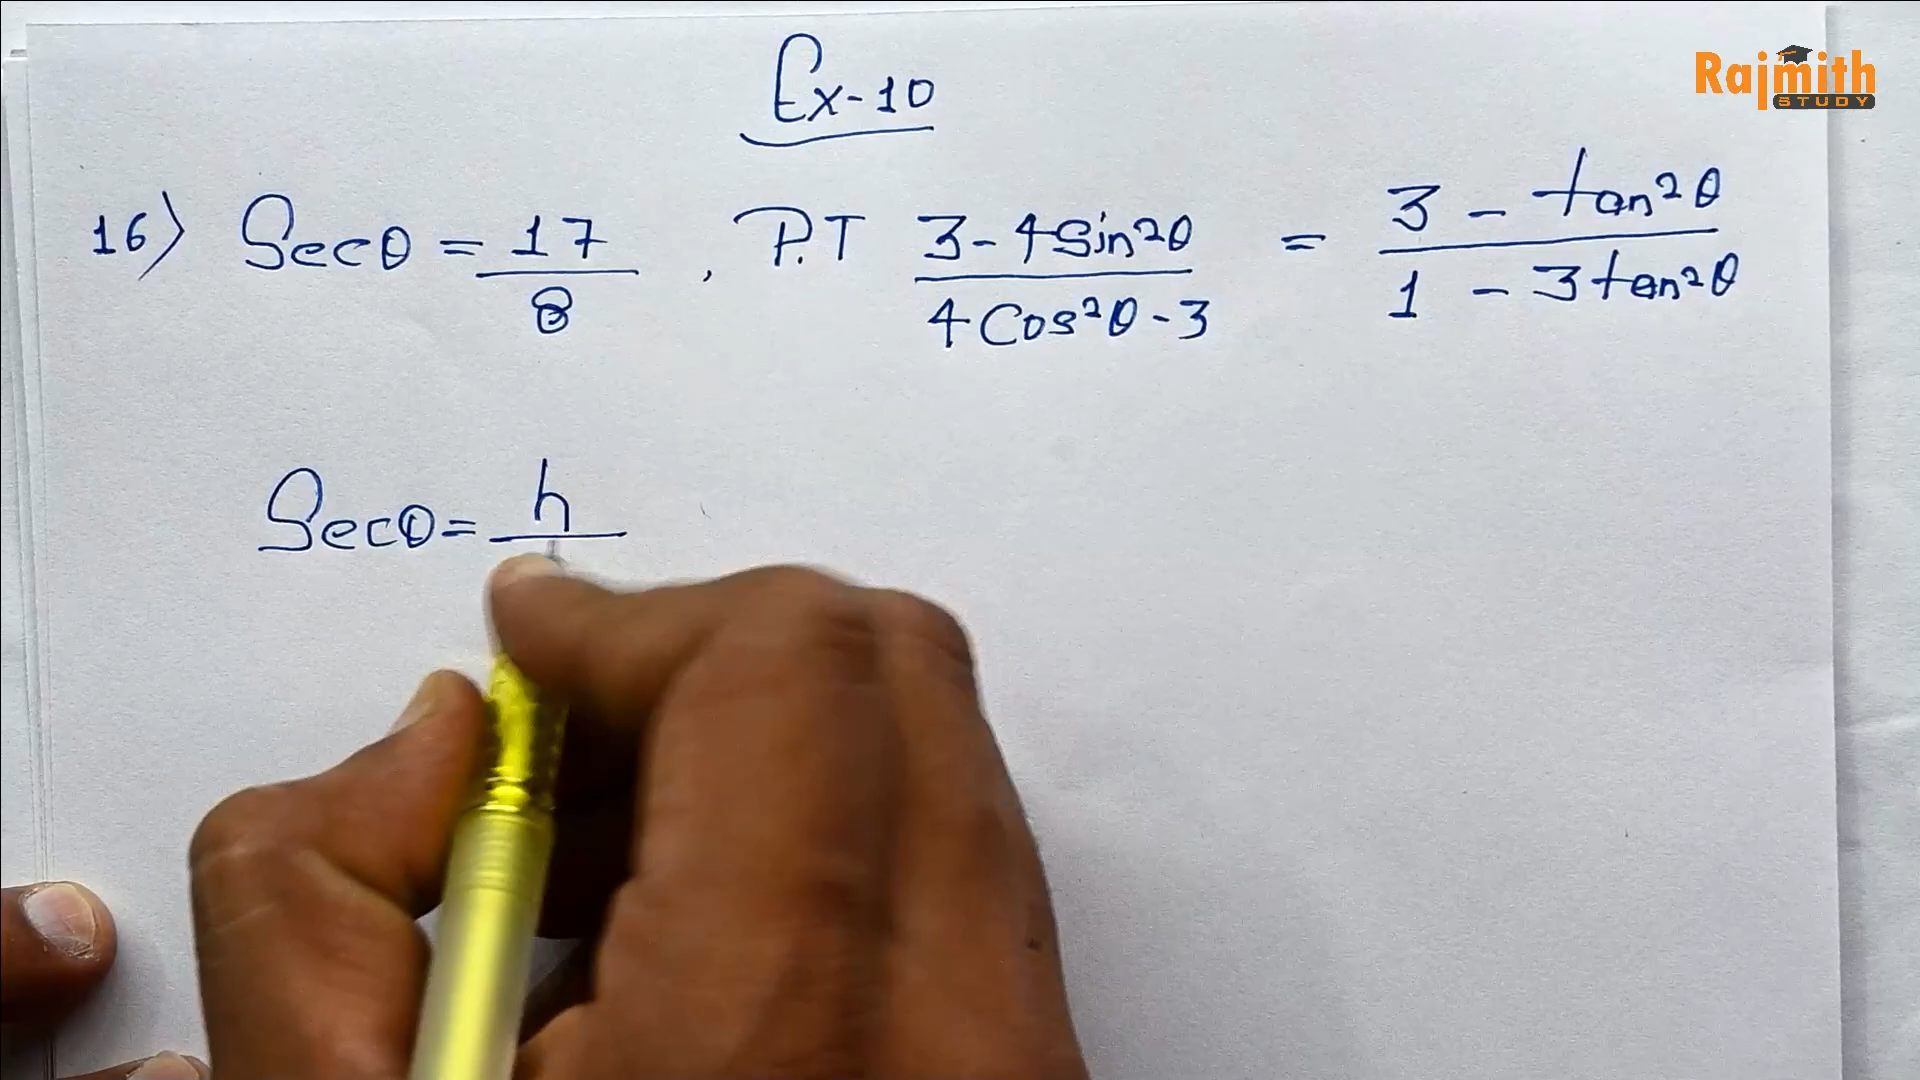 Rajmith
STUDY
Ex-10
16) Secθ = 17/8 , P.T (3-4Sin²θ)/(4Cos²θ-3) = (3 - tan²θ)/(1 - 3tan²θ)
Secθ = h